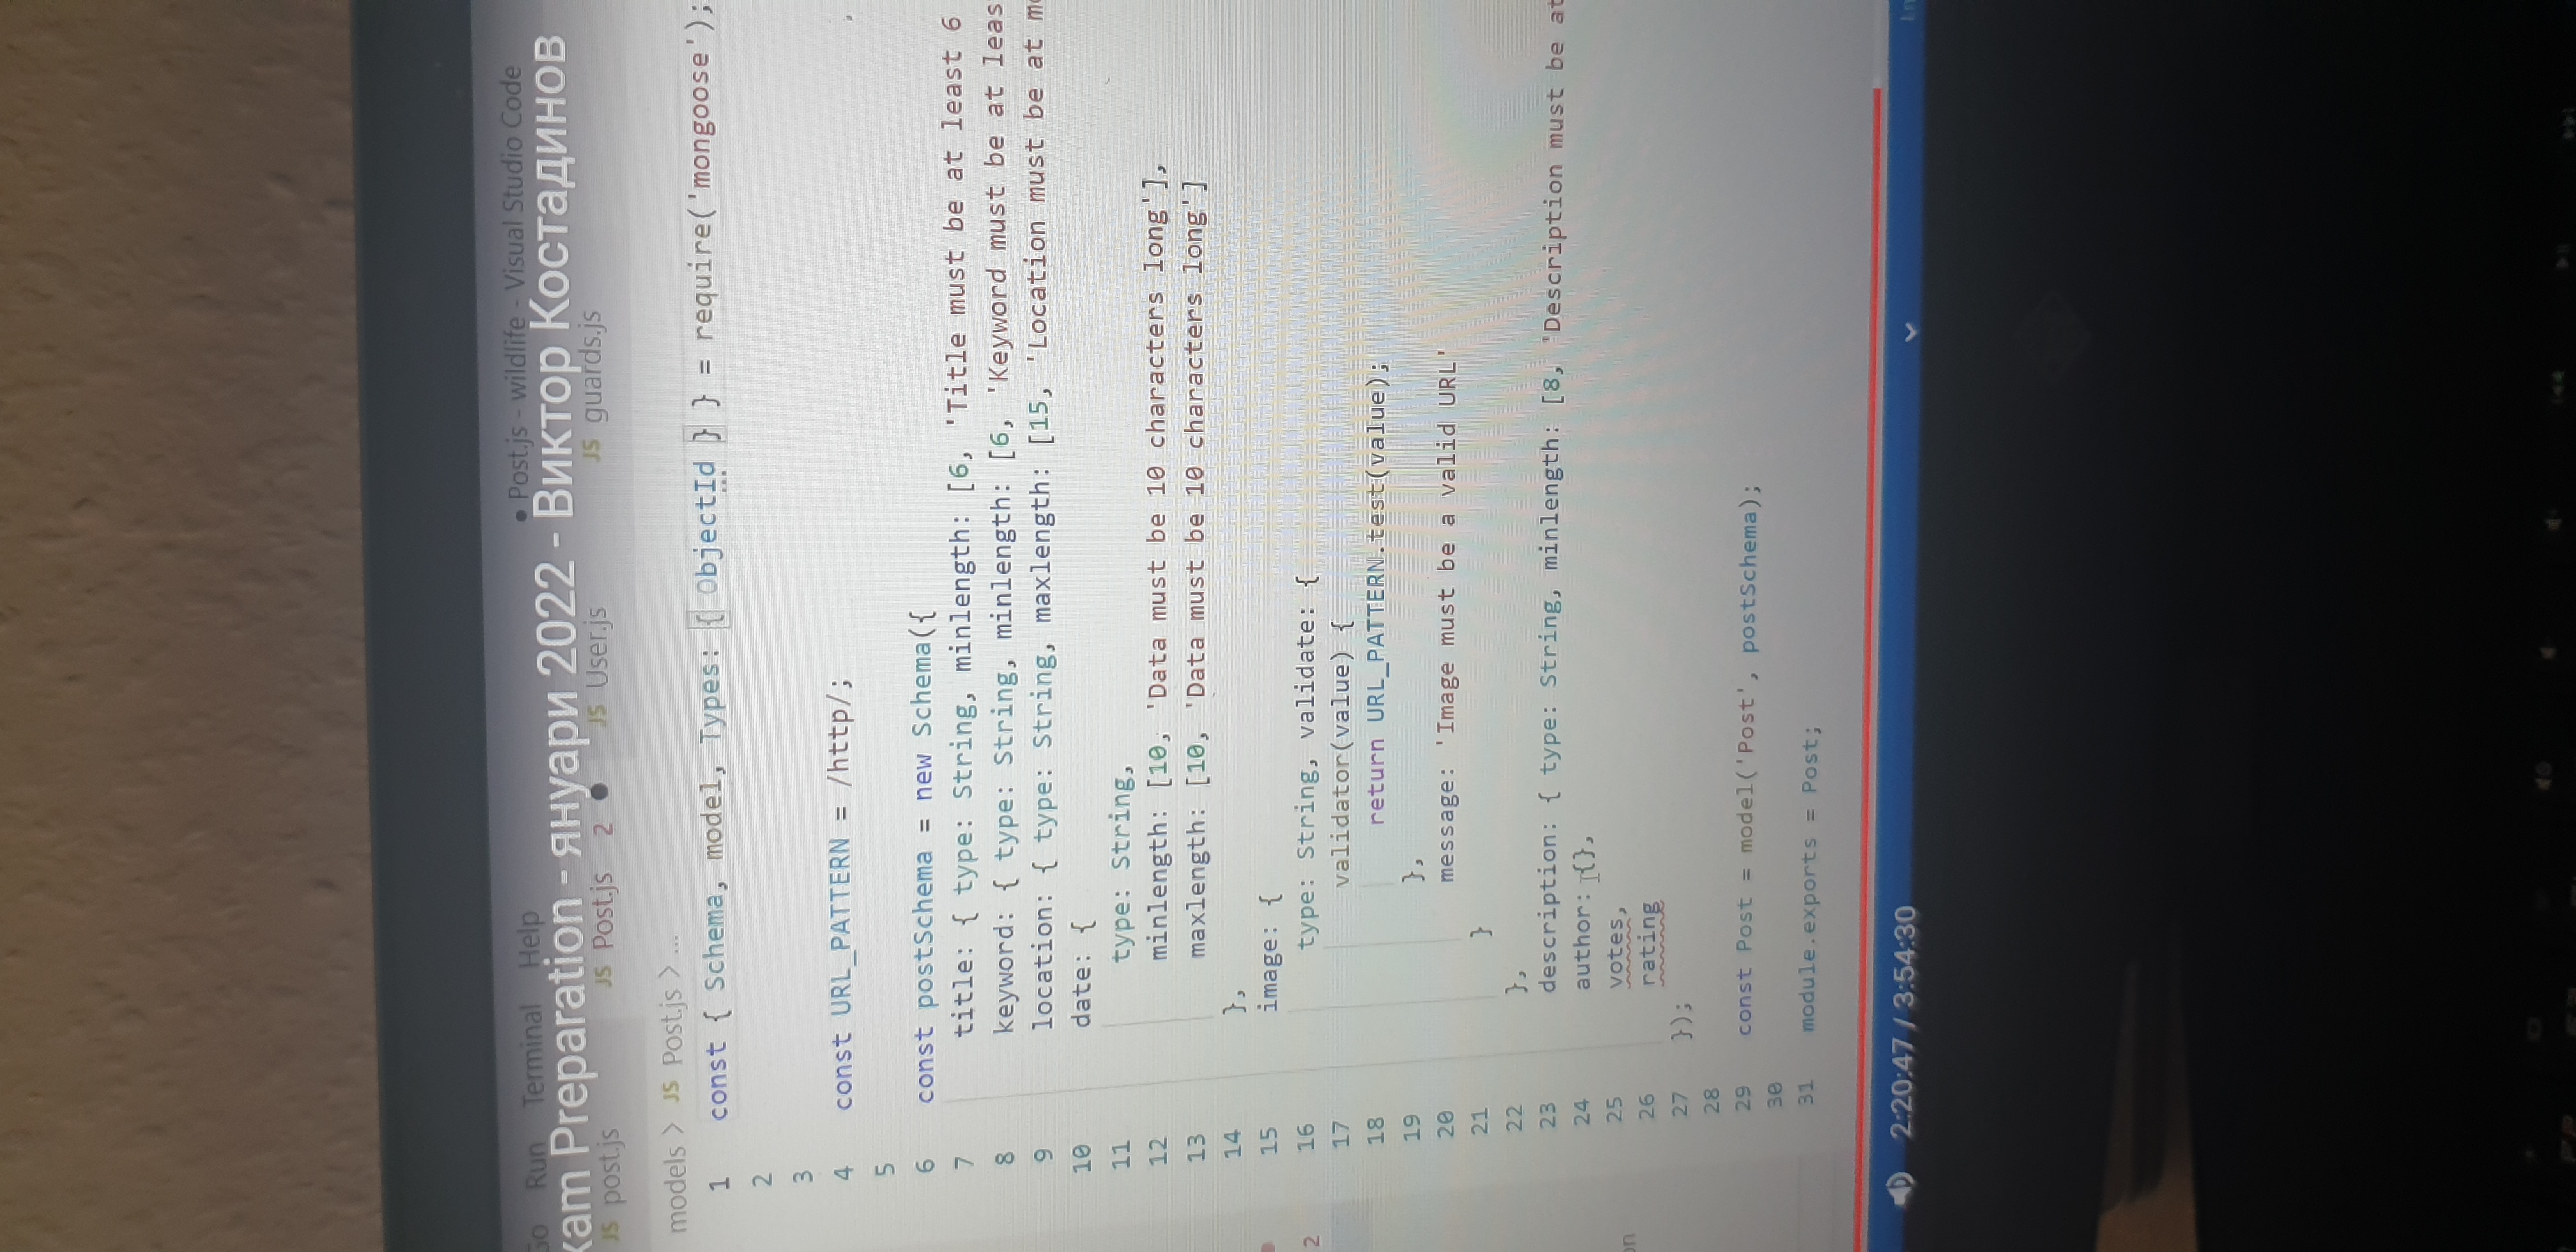 Go Run Terminal Help ● Post.js - wildlife - Visual Studio Code
xam Preparation - януари 2022 - Виктор Костадинов
JS post.js JS Post.js 2 ● JS User.js JS guards.js
models > JS Post.js > ...
1 const { Schema, model, Types: { ObjectId } } = require('mongoose');
2
3
4 const URL_PATTERN = /http/;
5
6 const postSchema = new Schema({
7 title: { type: String, minlength: [6, 'Title must be at least 6
8 keyword: { type: String, minlength: [6, 'Keyword must be at leas
9 location: { type: String, maxlength: [15, 'Location must be at mo
10 date: {
11 type: String,
12 minlength: [10, 'Data must be 10 characters long'],
13 maxlength: [10, 'Data must be 10 characters long']
14 },
15 image: {
2 16 type: String, validate: {
17 validator(value) {
18 return URL_PATTERN.test(value);
19 },
20 message: 'Image must be a valid URL'
21 }
22 },
23 description: { type: String, minlength: [8, 'Description must be at
24 author: {},
on 25 votes,
26 rating
27 });
28
29 const Post = model('Post', postSchema);
30
31 module.exports = Post;
2:20:47 / 3:54:30